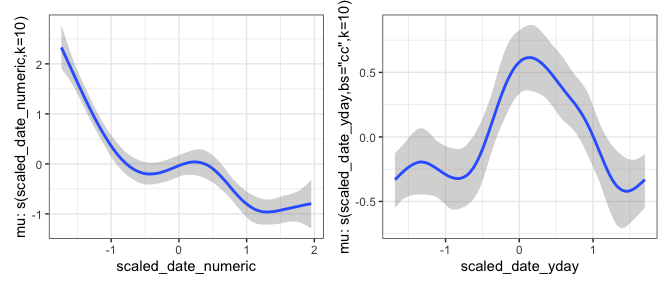 mu: s(scaled_date_numeric,k=10)
2
1
0
-1
-1 0 1 2
scaled_date_numeric
mu: s(scaled_date_yday,bs="cc",k=10)
0.5
0.0
-0.5
-1 0 1
scaled_date_yday